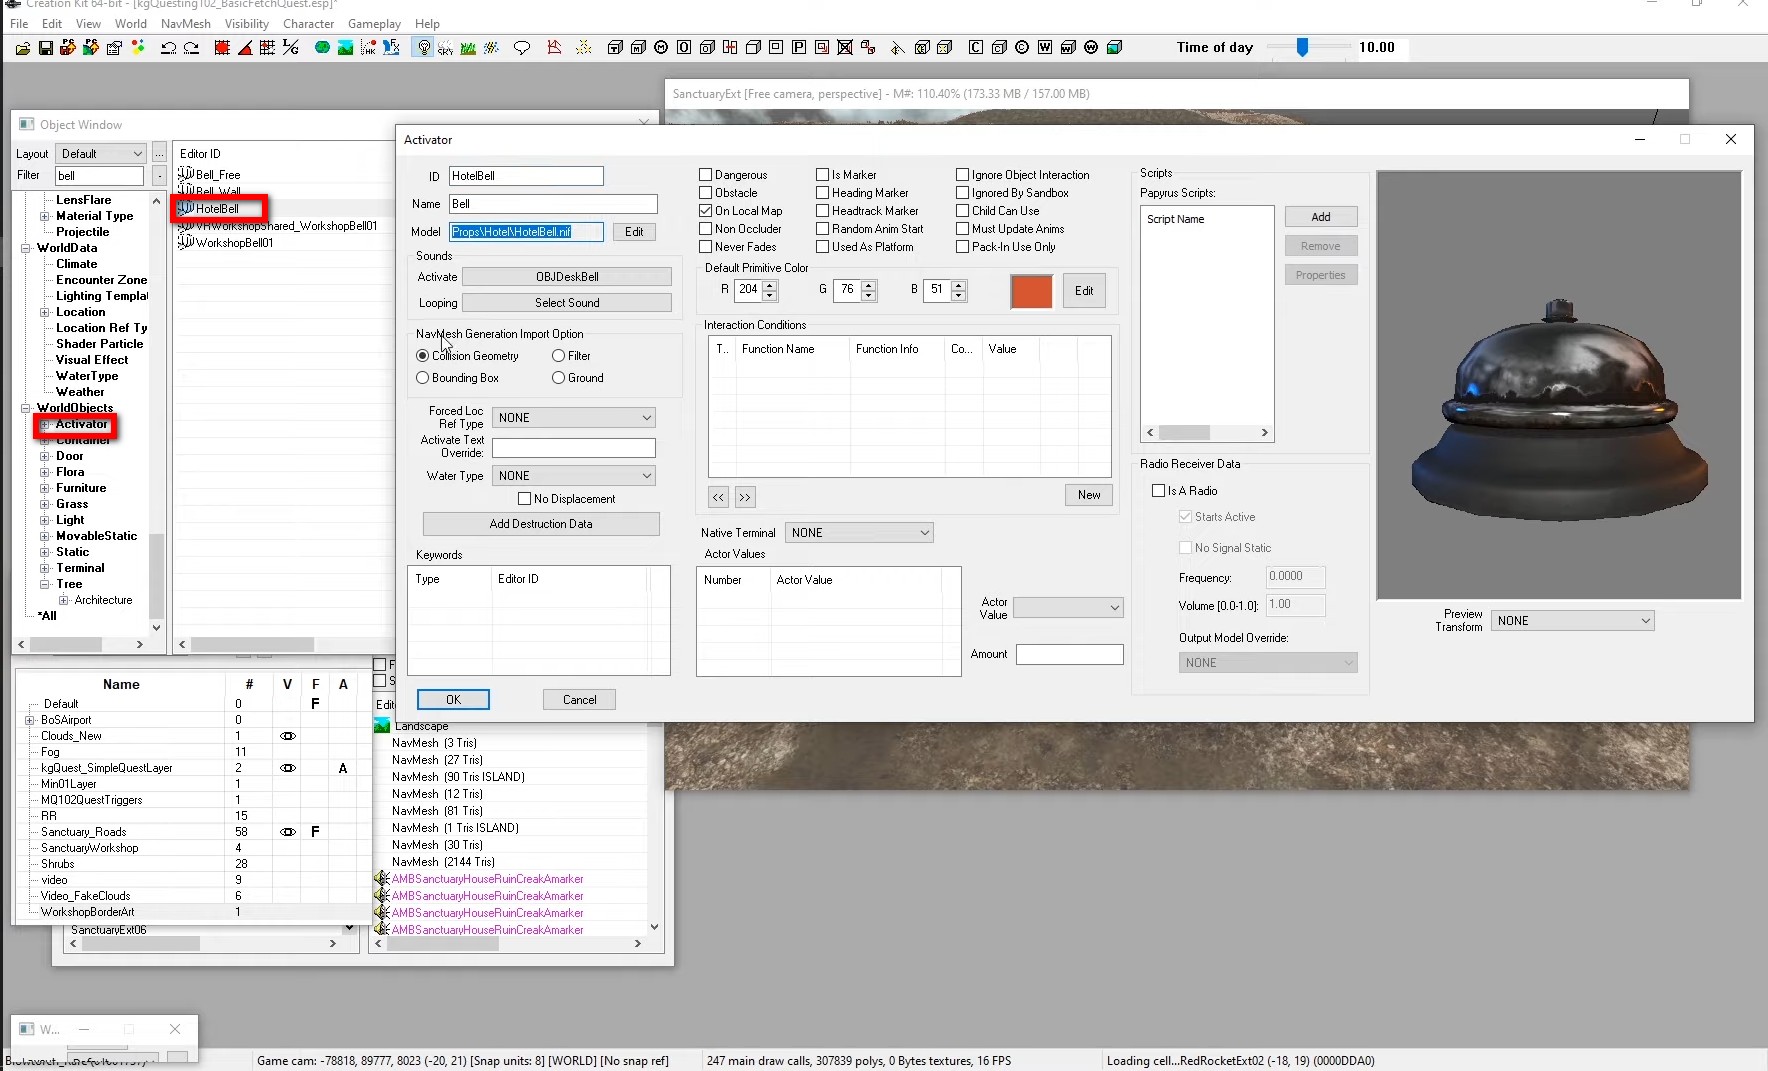 Creation Kit 64-bit - [kgQuesting102_BasicFetchQuest.esp]*
File Edit View World NavMesh Visibility Character Gameplay Help
Time of day 10.00
SanctuaryExt [Free camera, perspective] - M#: 110.40% (173.33 MB / 157.00 MB)
Object Window
Layout Default ...
Filter bell
LensFlare
Material Type
Projectile
WorldData
Climate
Encounter Zone
Lighting Templat
Location
Location Ref Ty
Shader Particle
Visual Effect
WaterType
Weather
WorldObjects
Activator
Container
Door
Flora
Furniture
Grass
Light
MovableStatic
Static
Terminal
Tree
Architecture
*All
Editor ID
Bell_Free
Bell_Wall
HotelBell
VRWorkshopShared_WorkshopBell01
WorkshopBell01
Activator
ID HotelBell
Name Bell
Model Props\Hotel\HotelBell.nif Edit
Sounds
Activate OBJDeskBell
Looping Select Sound
NavMesh Generation Import Option
Collision Geometry Filter
Bounding Box Ground
Forced Loc
Ref Type NONE
Activate Text
Override:
Water Type NONE
No Displacement
Add Destruction Data
Keywords
Type Editor ID
OK Cancel
Dangerous Is Marker Ignore Object Interaction
Obstacle Heading Marker Ignored By Sandbox
On Local Map Headtrack Marker Child Can Use
Non Occluder Random Anim Start Must Update Anims
Never Fades Used As Platform Pack-In Use Only
Default Primitive Color
R 204 G 76 B 51 Edit
Interaction Conditions
T.. Function Name Function Info Co... Value
<< >> New
Native Terminal NONE
Actor Values
Number Actor Value
Actor
Value
Amount
Scripts
Papyrus Scripts:
Script Name
Add
Remove
Properties
Radio Receiver Data
Is A Radio
Starts Active
No Signal Static
Frequency: 0.0000
Volume [0.0-1.0]: 1.00
Output Model Override:
NONE
Preview
Transform NONE
Name # V F A
Default 0 F
BoSAirport 0
Clouds_New 1
Fog 11
kgQuest_SimpleQuestLayer 2 A
Min01Layer 1
MQ102QuestTriggers 1
RR 15
Sanctuary_Roads 58 F
SanctuaryWorkshop 4
Shrubs 28
video 9
Video_FakeClouds 6
WorkshopBorderArt 1
SanctuaryExt06
F
S
Edit
Landscape
NavMesh (3 Tris)
NavMesh (27 Tris)
NavMesh (90 Tris ISLAND)
NavMesh (12 Tris)
NavMesh (81 Tris)
NavMesh (1 Tris ISLAND)
NavMesh (30 Tris)
NavMesh (2144 Tris)
AMBSanctuaryHouseRuinCreakAmarker
AMBSanctuaryHouseRuinCreakAmarker
AMBSanctuaryHouseRuinCreakAmarker
AMBSanctuaryHouseRuinCreakAmarker
W...
Game cam: -78818, 89777, 8023 (-20, 21) [Snap units: 8] [WORLD] [No snap ref]
247 main draw calls, 307839 polys, 0 Bytes textures, 16 FPS
Loading cell...RedRocketExt02 (-18, 19) (0000DDA0)